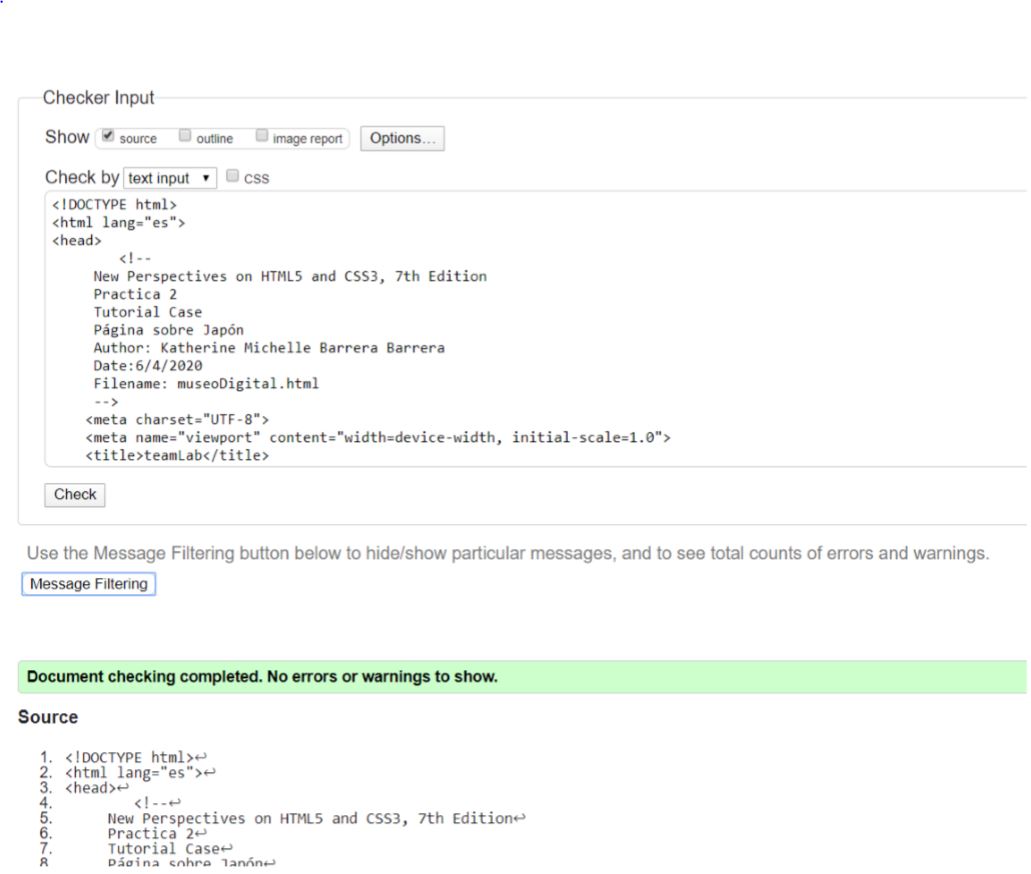 Checker Input
Show source outline image report Options...
Check by text input css
<!DOCTYPE html>
<html lang="es">
<head>
<!--
New Perspectives on HTML5 and CSS3, 7th Edition
Practica 2
Tutorial Case
Página sobre Japón
Author: Katherine Michelle Barrera Barrera
Date:6/4/2020
Filename: museoDigital.html
-->
<meta charset="UTF-8">
<meta name="viewport" content="width=device-width, initial-scale=1.0">
<title>teamLab</title>
Check
Use the Message Filtering button below to hide/show particular messages, and to see total counts of errors and warnings.
Message Filtering
Document checking completed. No errors or warnings to show.
Source
1. <!DOCTYPE html>↩
2. <html lang="es">↩
3. <head>↩
4. <!--↩
5. New Perspectives on HTML5 and CSS3, 7th Edition↩
6. Practica 2↩
7. Tutorial Case↩
8. Página sobre Japón↩